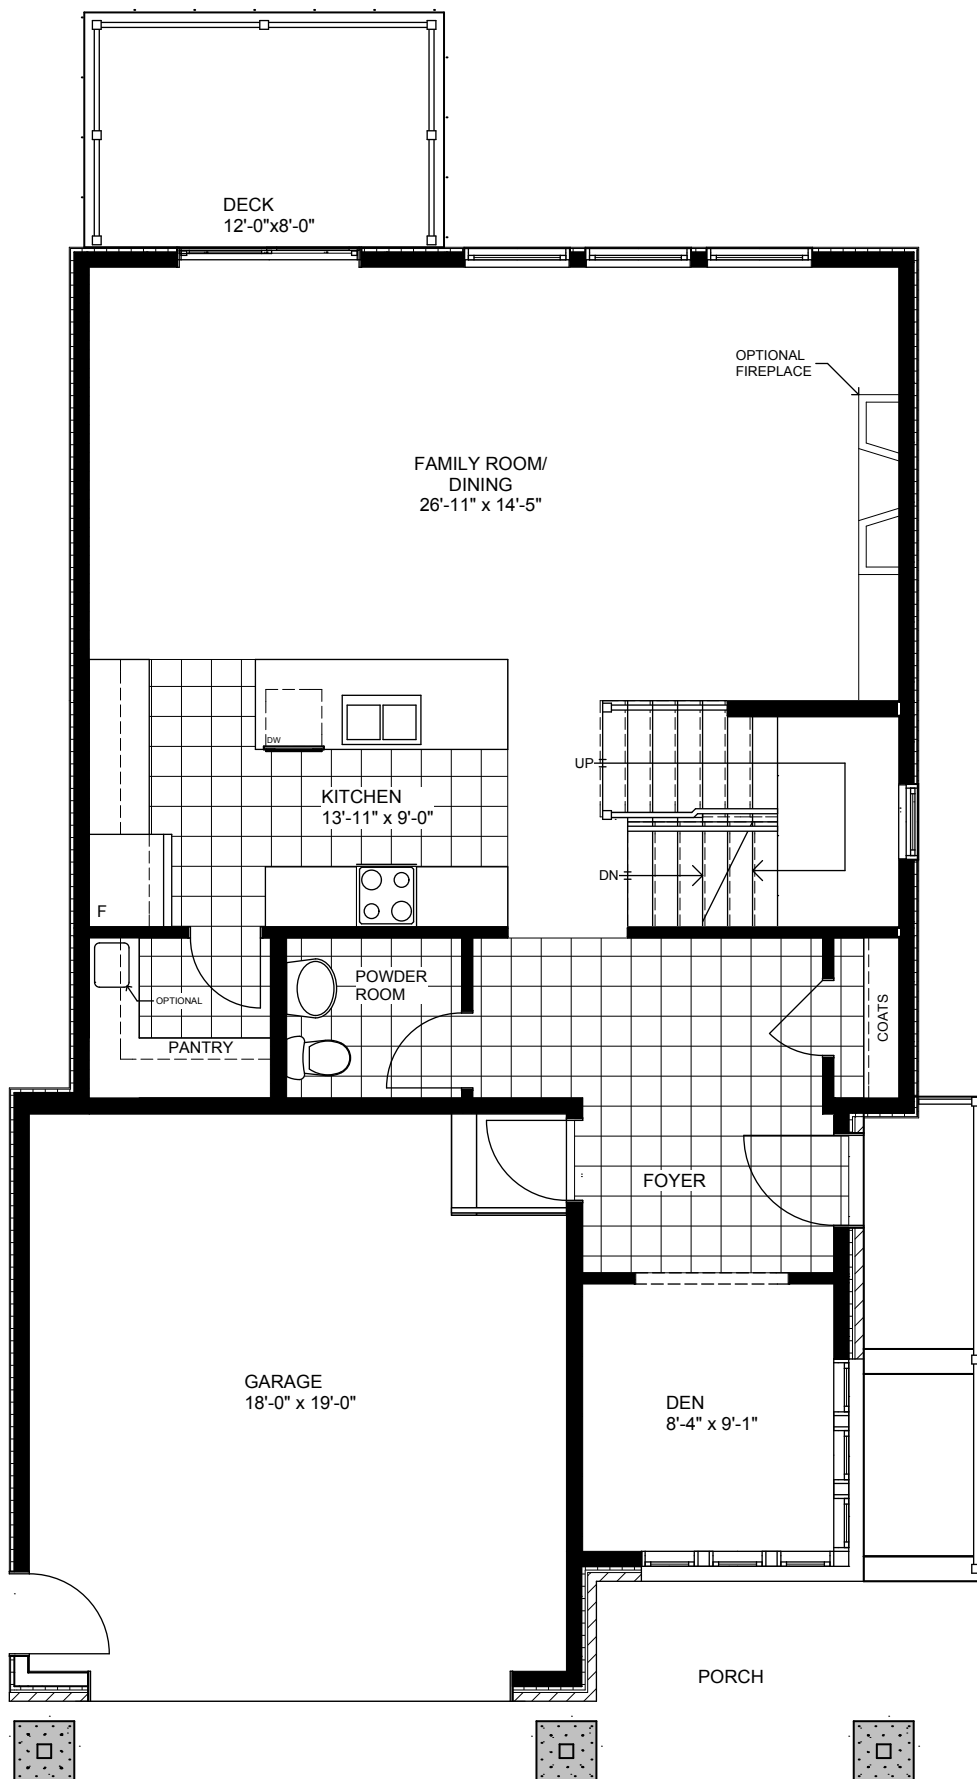 DECK
12'-0"x8'-0"
OPTIONAL
FIREPLACE
FAMILY ROOM/
DINING
26'-11" x 14'-5"
DW
UP
KITCHEN
13'-11" x 9'-0"
DN
F
POWDER
ROOM
OPTIONAL
COATS
PANTRY
FOYER
GARAGE
18'-0" x 19'-0"
DEN
8'-4" x 9'-1"
PORCH